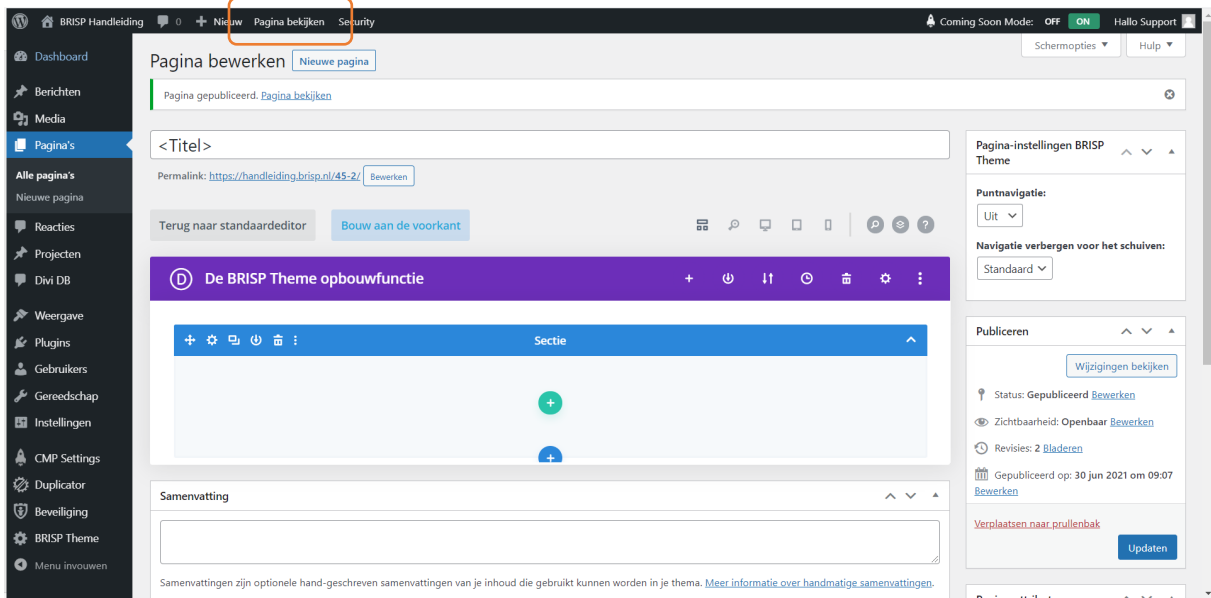 BRISP Handleiding 0 Nieuw Pagina bekijken Security Coming Soon Mode: OFF ON Hallo Support
Schermopties Hulp
Dashboard
Berichten
Media
Pagina's
Alle pagina's
Nieuwe pagina
Reacties
Projecten
Divi DB
Weergave
Plugins
Gebruikers
Gereedschap
Instellingen
CMP Settings
Duplicator
Beveiliging
BRISP Theme
Menu invouwen
Pagina bewerken Nieuwe pagina
Pagina gepubliceerd. Pagina bekijken
<Titel>
Permalink: https://handleiding.brisp.nl/45-2/ Bewerken
Terug naar standaardeditor Bouw aan de voorkant
De BRISP Theme opbouwfunctie
Sectie
Samenvatting
Samenvattingen zijn optionele hand-geschreven samenvattingen van je inhoud die gebruikt kunnen worden in je thema. Meer informatie over handmatige samenvattingen.
Pagina-instellingen BRISP
Theme
Puntnavigatie:
Uit
Navigatie verbergen voor het schuiven:
Standaard
Publiceren
Wijzigingen bekijken
Status: Gepubliceerd Bewerken
Zichtbaarheid: Openbaar Bewerken
Revisies: 2 Bladeren
Gepubliceerd op: 30 jun 2021 om 09:07
Bewerken
Verplaatsen naar prullenbak
Updaten